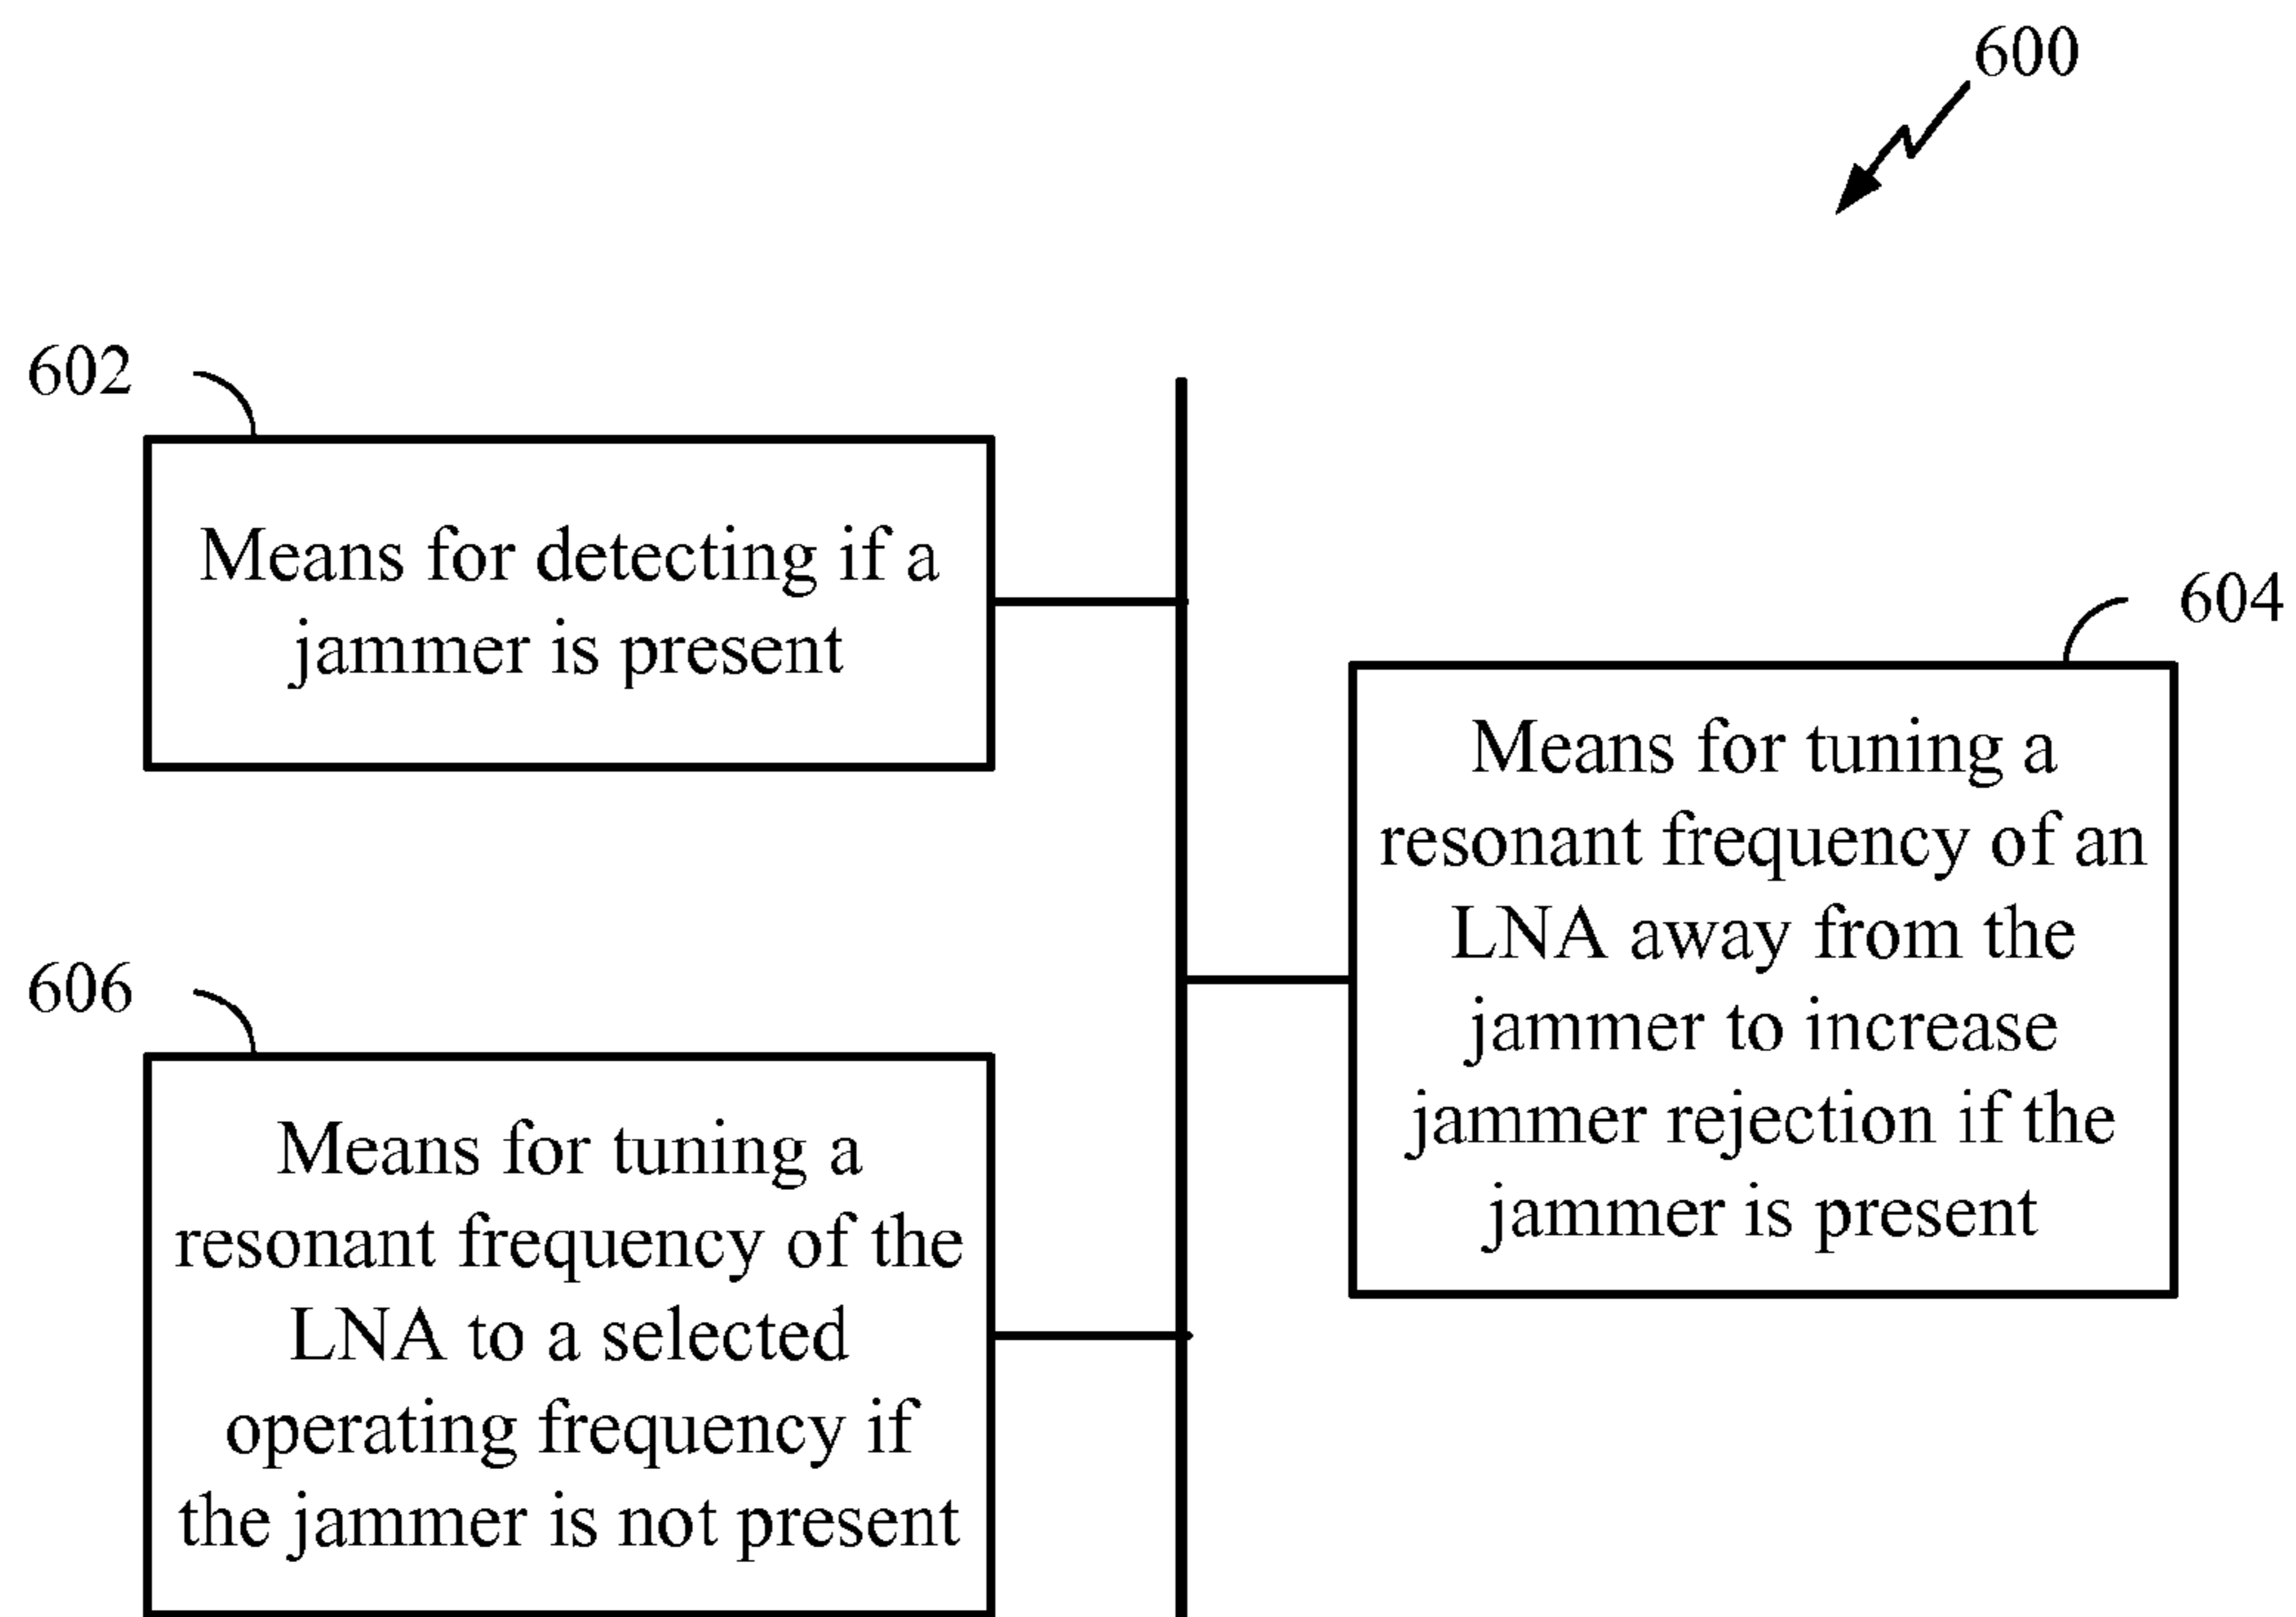 600
602
Means for detecting if a
jammer is present
604
Means for tuning a
resonant frequency of an
LNA away from the
jammer to increase
jammer rejection if the
jammer is present
606
Means for tuning a
resonant frequency of the
LNA to a selected
operating frequency if
the jammer is not present